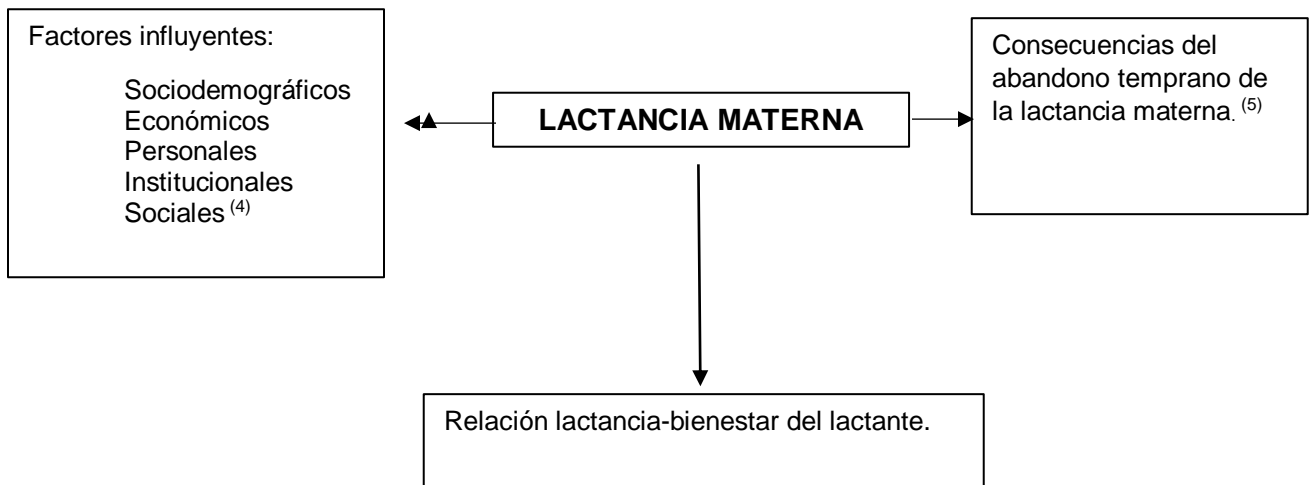 Factores influyentes:
Sociodemográficos
Económicos
Personales
Institucionales
Sociales (4)
LACTANCIA MATERNA
Consecuencias del
abandono temprano de
la lactancia materna. (5)
Relación lactancia-bienestar del lactante.